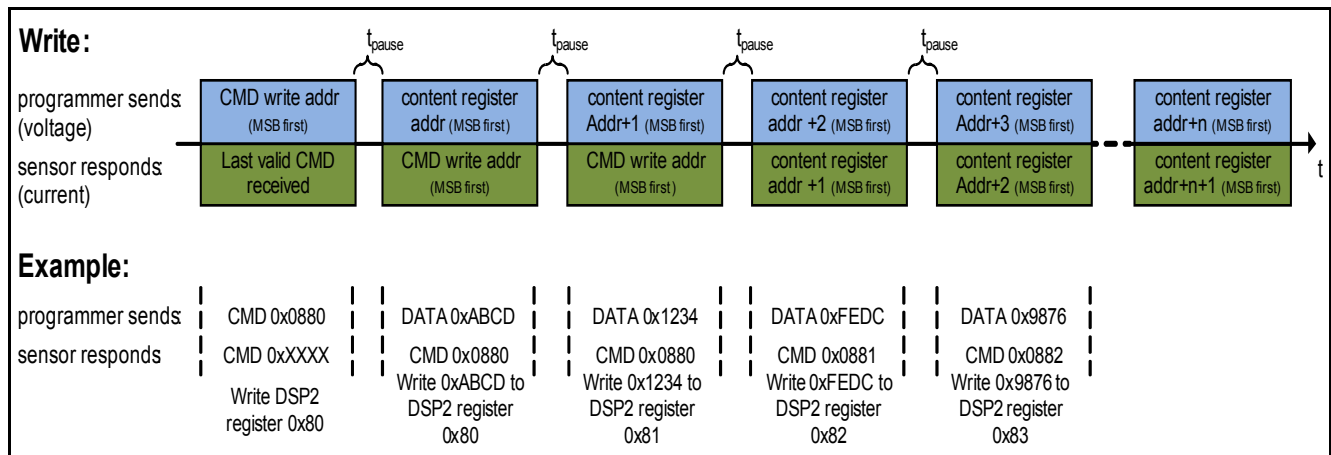 Write:
tpause tpause tpause tpause
programmer sends: CMD write addr content register content register content register content register content register
(voltage) (MSB first) addr (MSB first) Addr+1 (MSB first) addr +2 (MSB first) Addr+3 (MSB first) addr+n (MSB first)
sensor responds: Last valid CMD CMD write addr CMD write addr content register content register content register
(current) received (MSB first) (MSB first) addr +1 (MSB first) Addr+2 (MSB first) addr+n+1 (MSB first)
t
Example:
programmer sends: CMD 0x0880 DATA 0xABCD DATA 0x1234 DATA 0xFEDC DATA 0x9876
sensor responds: CMD 0xXXXX CMD 0x0880 CMD 0x0880 CMD 0x0881 CMD 0x0882
Write DSP2 Write 0xABCD to Write 0x1234 to Write 0xFEDC to Write 0x9876 to
register 0x80 DSP2 register DSP2 register DSP2 register DSP2 register
0x80 0x81 0x82 0x83